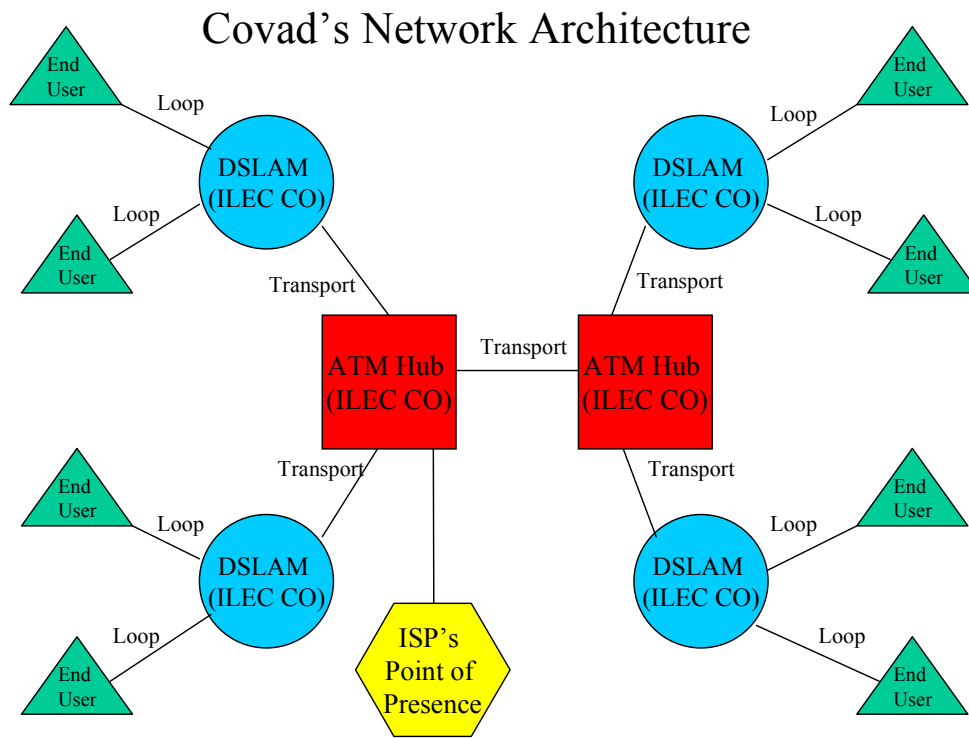 Covad's Network Architecture
End
User
Loop
DSLAM
(ILEC CO)
Loop
End
User
Transport
End
User
Loop
DSLAM
(ILEC CO)
Loop
End
User
Transport
ATM Hub
(ILEC CO)
Transport
ATM Hub
(ILEC CO)
Transport
End
User
Loop
DSLAM
(ILEC CO)
Loop
End
User
Transport
End
User
Loop
DSLAM
(ILEC CO)
Loop
End
User
ISP's
Point of
Presence